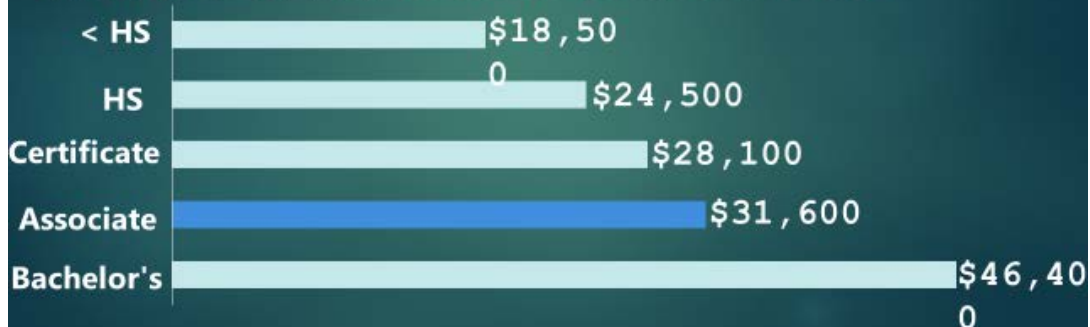 < HS $18,50
0
HS $24,500
Certificate $28,100
Associate $31,600
Bachelor's $46,40
0